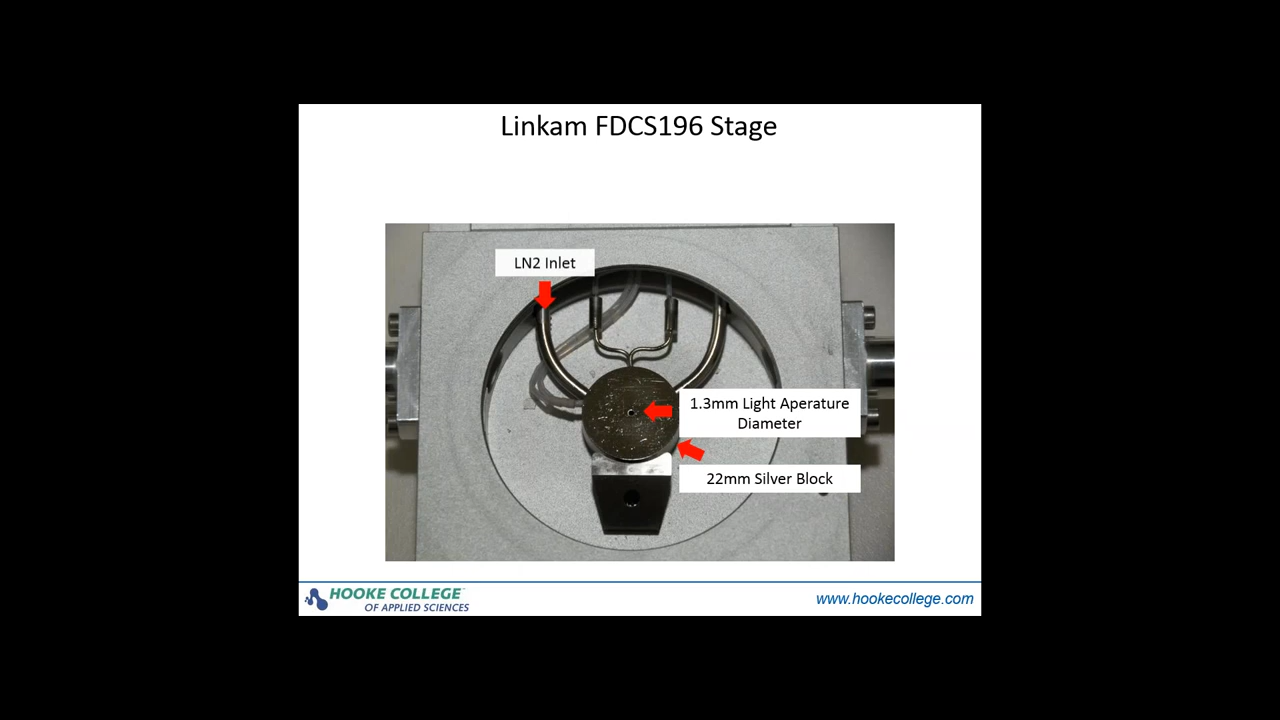 Linkam FDCS196 Stage
LN2 Inlet
1.3mm Light Aperature
Diameter
22mm Silver Block
HOOKE COLLEGE
OF APPLIED SCIENCES
www.hookecollege.com